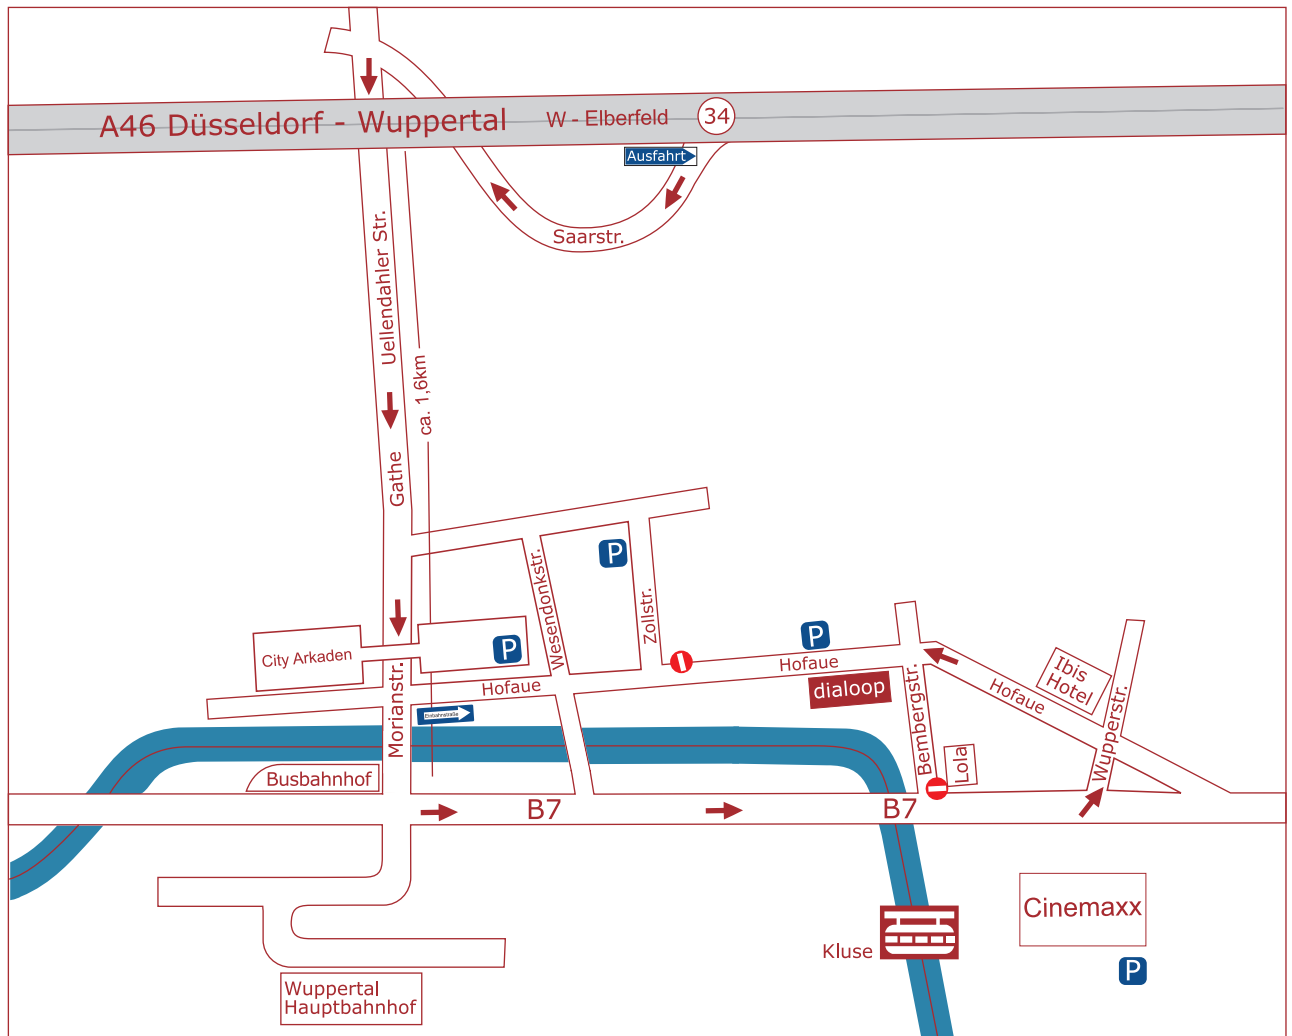 A46 Düsseldorf - Wuppertal
W - Elberfeld
34
Ausfahrt
Saarstr.
Uellendahler Str.
ca. 1,6km
Gathe
Wesendonkstr.
P
Zollstr.
City Arkaden
P
P
Hofaue
Hofaue
dialoop
Bembergstr.
Hofaue
Ibis
Hotel
Wupperstr.
Morianstr.
Einbahnstraße
Lola
Busbahnhof
B7
B7
Kluse
Cinemaxx
P
Wuppertal
Hauptbahnhof